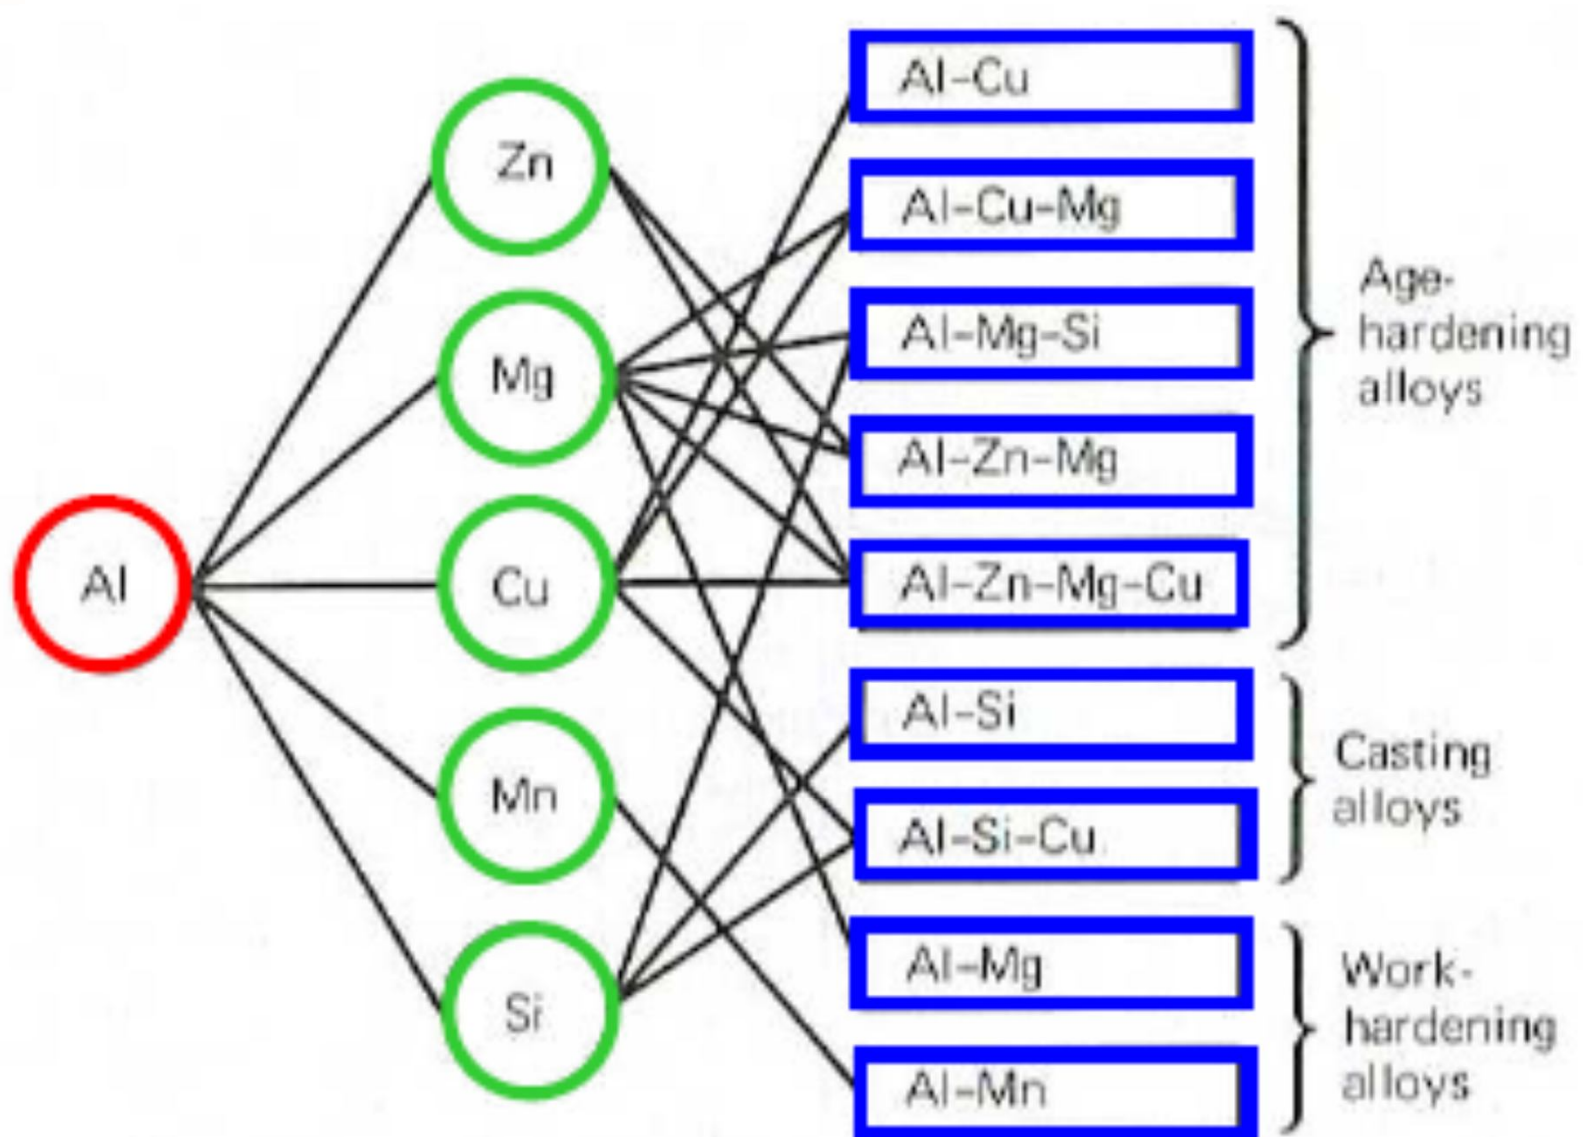 Al
Zn
Mg
Cu
Mn
Si
Al-Cu
Al-Cu-Mg
Al-Mg-Si
Al-Zn-Mg
Al-Zn-Mg-Cu
Al-Si
Al-Si-Cu
Al-Mg
Al-Mn
Age-
hardening
alloys
Casting
alloys
Work-
hardening
alloys